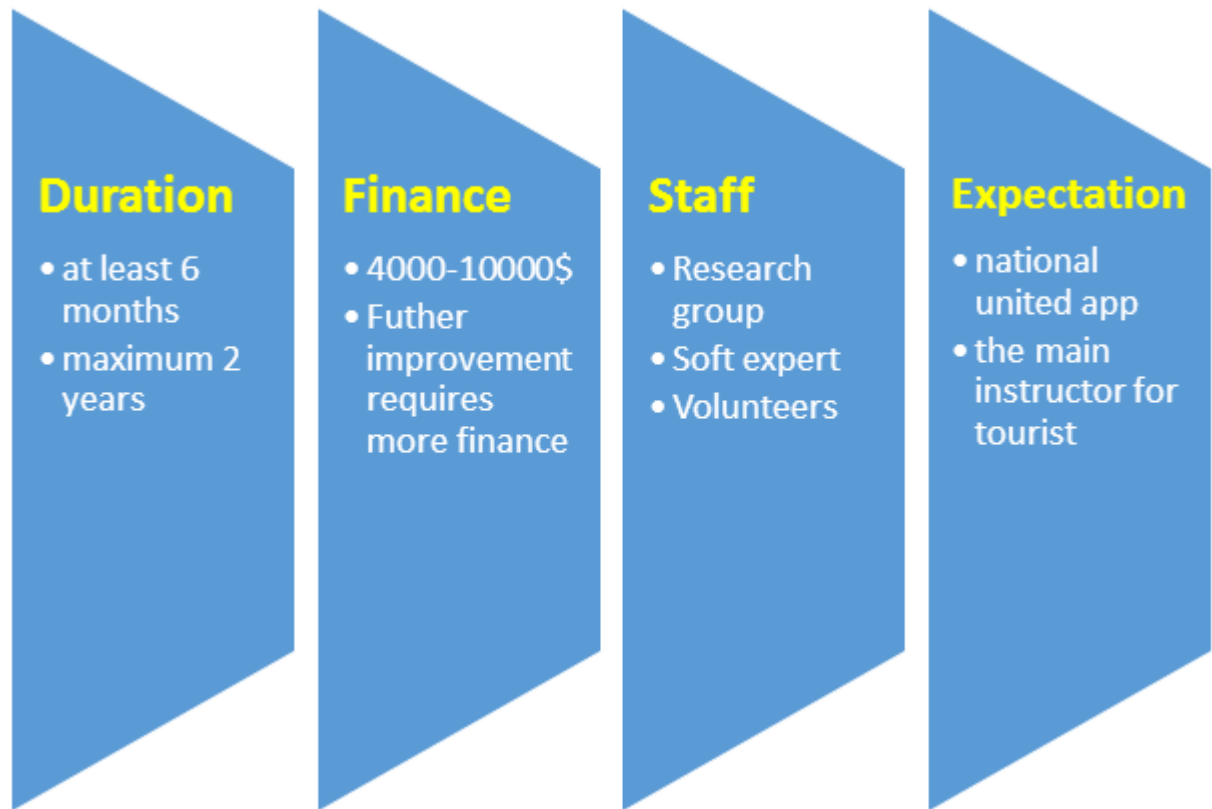 Duration
• at least 6
months
• maximum 2
years
Finance
• 4000-10000$
• Futher
improvement
requires
more finance
Staff
• Research
group
• Soft expert
• Volunteers
Expectation
• national
united app
• the main
instructor for
tourist